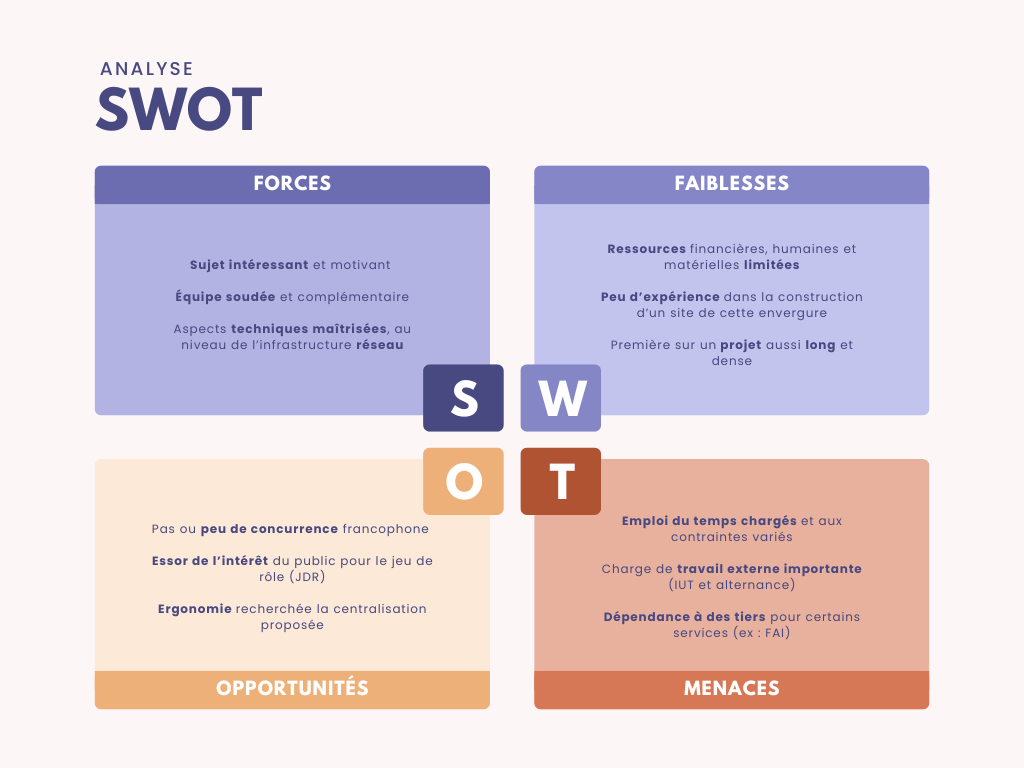 ANALYSE
SWOT
FORCES
Sujet intéressant et motivant
Équipe soudée et complémentaire
Aspects techniques maîtrisées, au
niveau de l'infrastructure réseau
FAIBLESSES
Ressources financières, humaines et
matérielles limitées
Peu d'expérience dans la construction
d'un site de cette envergure
Première sur un projet aussi long et
dense
S
W
O
T
Pas ou peu de concurrence francophone
Essor de l'intérêt du public pour le jeu de
rôle (JDR)
Ergonomie recherchée la centralisation
proposée
OPPORTUNITÉS
Emploi du temps chargés et aux
contraintes variés
Charge de travail externe importante
(IUT et alternance)
Dépendance à des tiers pour certains
services (ex : FAI)
MENACES